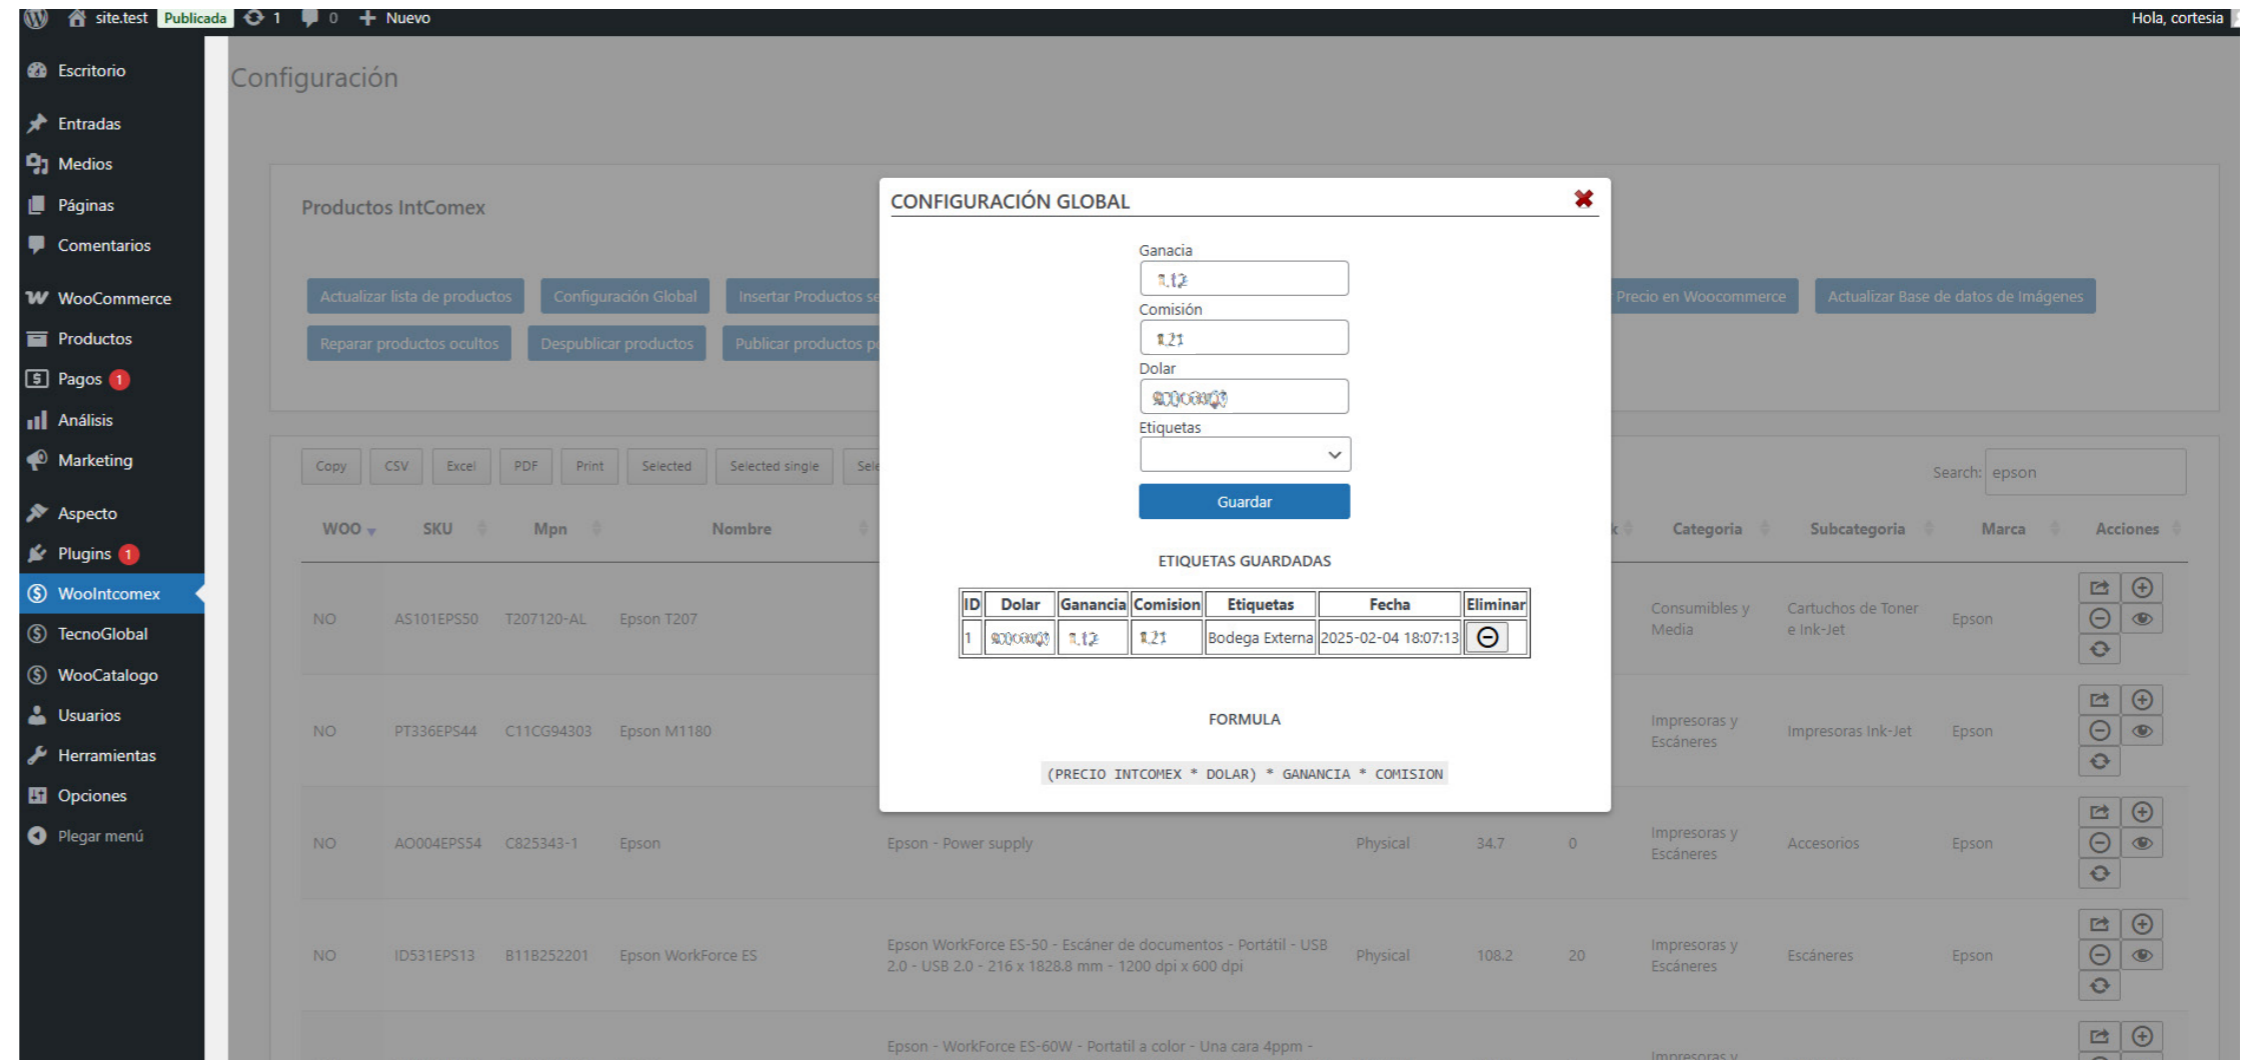 site.test Publicada 1 0 + Nuevo Hola, cortesia
Escritorio
Entradas
Medios
Páginas
Comentarios
WooCommerce
Productos
Pagos 1
Análisis
Marketing
Aspecto
Plugins 1
WooIntcomex
TecnoGlobal
WooCatalogo
Usuarios
Herramientas
Opciones
Plegar menú
Configuración
Productos IntComex
Actualizar lista de productos Configuración Global Insertar Productos Precio en Woocommerce Actualizar Base de datos de Imágenes
Reparar productos ocultos Despublicar productos Publicar productos
Copy CSV Excel PDF Print Selected Selected single
Search: epson
WOO SKU Mpn Nombre Categoria Subcategoria Marca Acciones
NO AS101EPS50 T207120-AL Epson T207 Consumibles y Media Cartuchos de Toner e Ink-Jet Epson
NO PT336EPS44 C11CG94303 Epson M1180 Impresoras y Escáneres Impresoras Ink-Jet Epson
NO AO004EPS54 C825343-1 Epson Epson - Power supply Physical 34.7 0 Impresoras y Escáneres Accesorios Epson
NO ID531EPS13 B11B252201 Epson WorkForce ES Epson WorkForce ES-50 - Escáner de documentos - Portátil - USB 2.0 - USB 2.0 - 216 x 1828.8 mm - 1200 dpi x 600 dpi Physical 108.2 20 Impresoras y Escáneres Escáneres Epson
Epson - WorkForce ES-60W - Portatil a color - Una cara 4ppm - Impresoras y
CONFIGURACIÓN GLOBAL
Ganacia
Comisión
Dolar
Etiquetas
Guardar
ETIQUETAS GUARDADAS
ID Dolar Ganancia Comision Etiquetas Fecha Eliminar
1 Bodega Externa 2025-02-04 18:07:13
FORMULA
(PRECIO INTCOMEX * DOLAR) * GANANCIA * COMISION